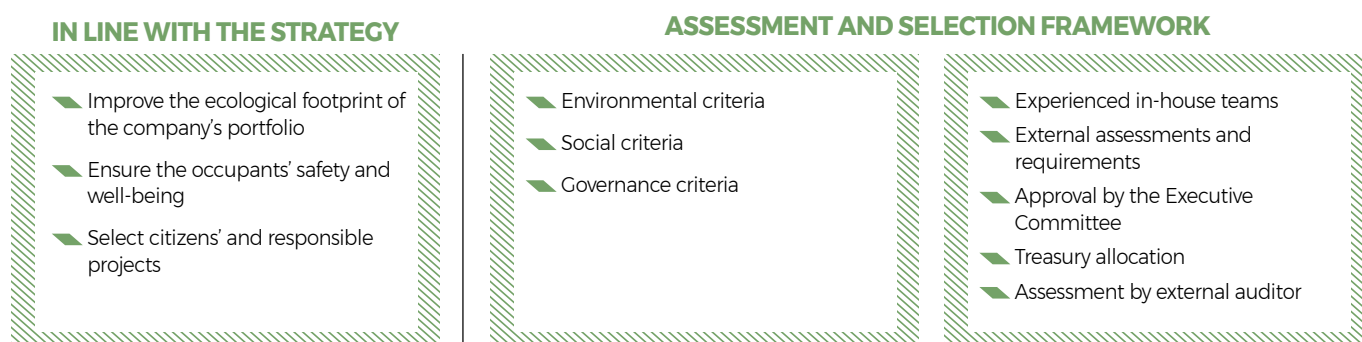 IN LINE WITH THE STRATEGY
Improve the ecological footprint of
the company's portfolio
Ensure the occupants' safety and
well-being
Select citizens' and responsible
projects
ASSESSMENT AND SELECTION FRAMEWORK
Environmental criteria
Social criteria
Governance criteria
Experienced in-house teams
External assessments and
requirements
Approval by the Executive
Committee
Treasury allocation
Assessment by external auditor